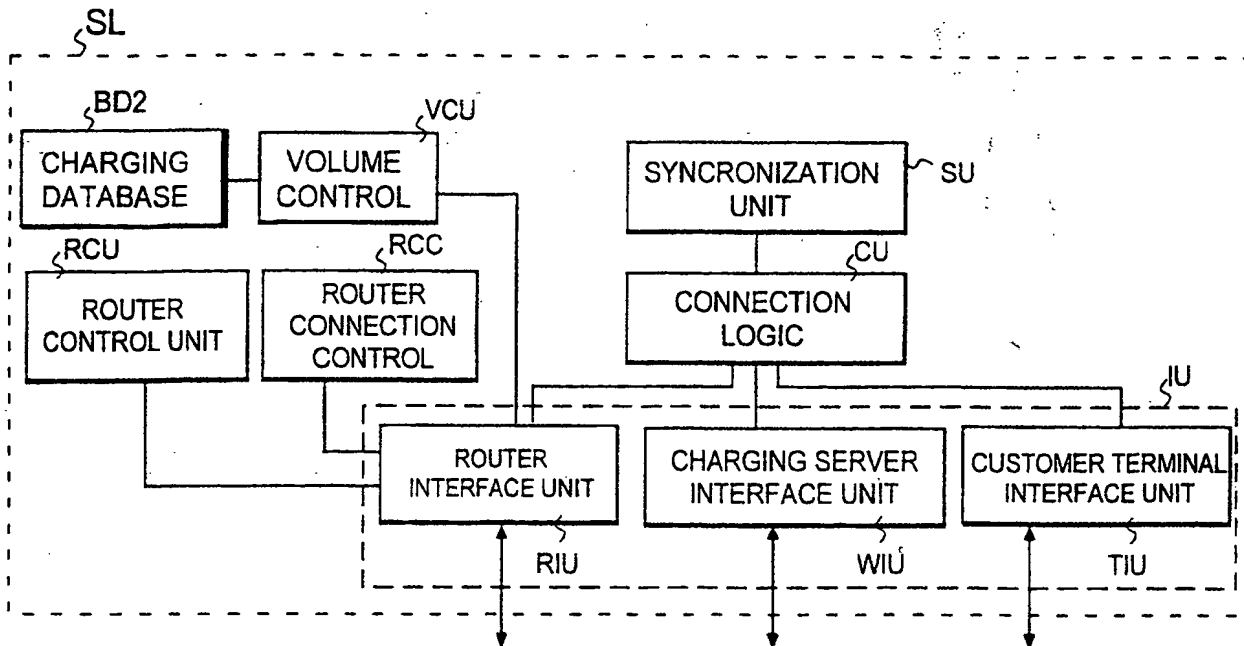 SL
BD2
VCU
CHARGING
DATABASE
VOLUME
CONTROL
SYNCRONIZATION
UNIT
SU
RCU
RCC
CU
ROUTER
CONTROL UNIT
ROUTER
CONNECTION
CONTROL
CONNECTION
LOGIC
IU
ROUTER
INTERFACE UNIT
CHARGING SERVER
INTERFACE UNIT
CUSTOMER TERMINAL
INTERFACE UNIT
RIU
WIU
TIU